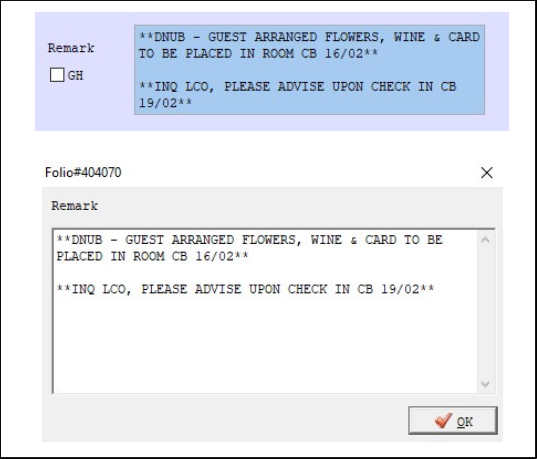 Remark
GH
**DNUB - GUEST ARRANGED FLOWERS, WINE & CARD
TO BE PLACED IN ROOM CB 16/02**
**INQ LCO, PLEASE ADVISE UPON CHECK IN CB
19/02**
Folio#404070
Remark
**DNUB - GUEST ARRANGED FLOWERS, WINE & CARD TO BE
PLACED IN ROOM CB 16/02**
**INQ LCO, PLEASE ADVISE UPON CHECK IN CB 19/02**
OK